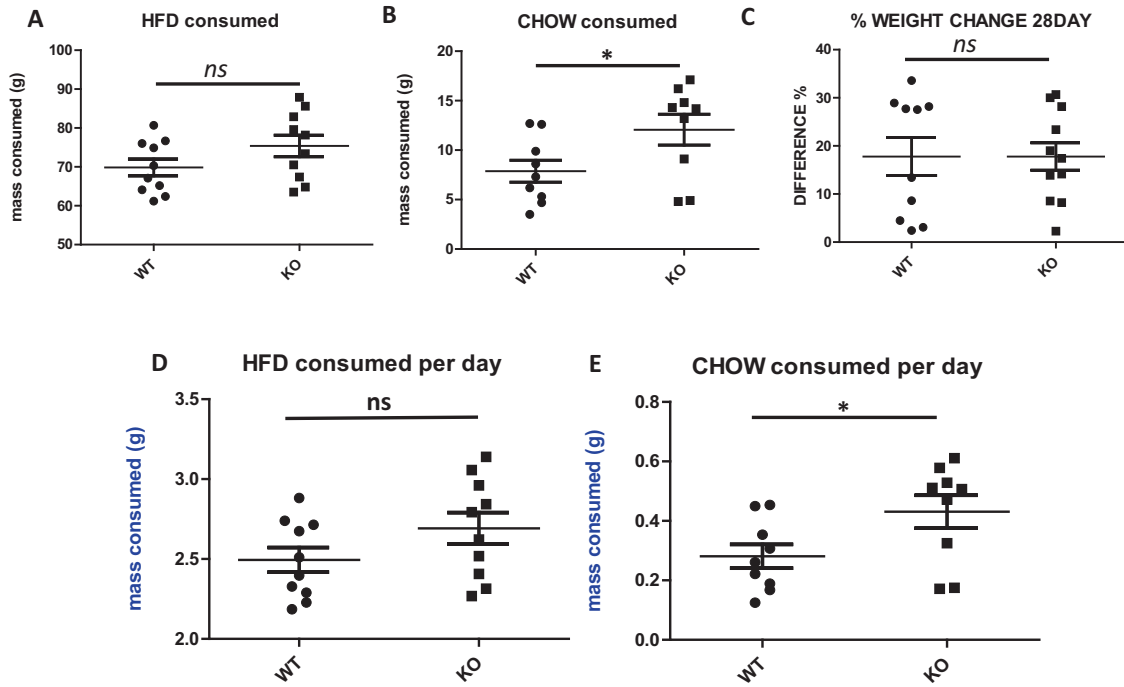 A
HFD consumed
mass consumed (g)
100
90
80
70
60
50
ns
WT
KO
B
CHOW consumed
mass consumed (g)
20
15
10
5
0
*
WT
KO
C
% WEIGHT CHANGE 28DAY
DIFFERENCE %
40
30
20
10
0
ns
WT
KO
D
HFD consumed per day
mass consumed (g)
3.5
3.0
2.5
2.0
ns
WT
KO
E
CHOW consumed per day
mass consumed (g)
0.8
0.6
0.4
0.2
0.0
*
WT
KO